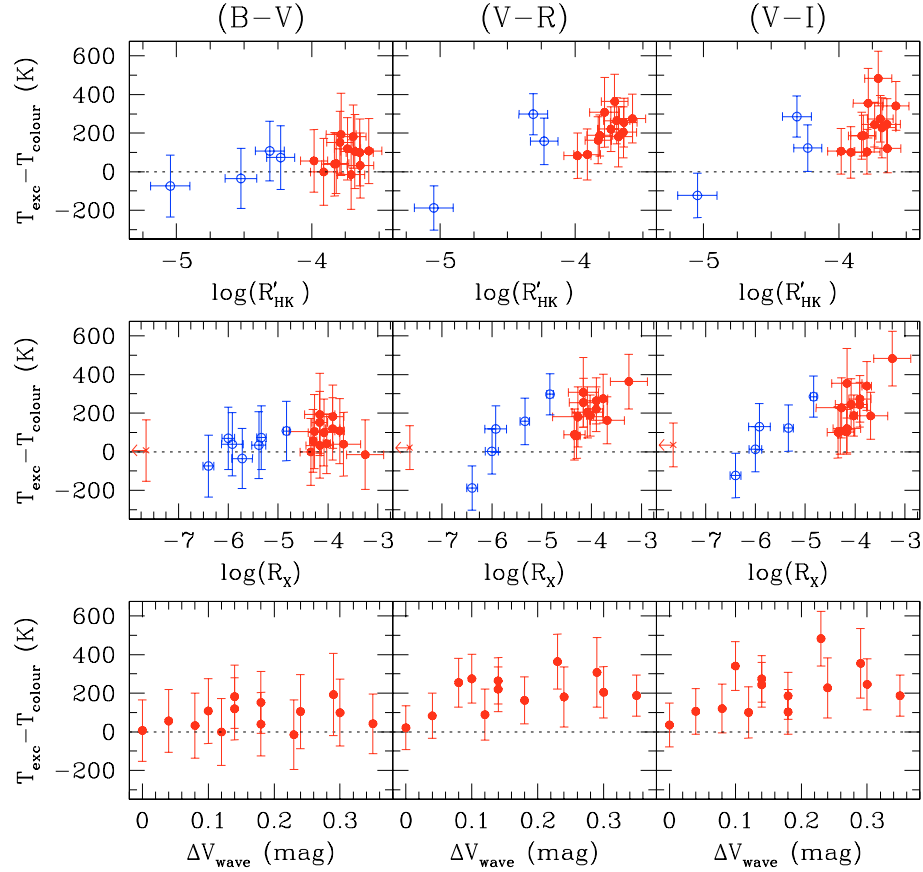 (B−V) (V−R) (V−I)
T_exc−T_colour (K)
600
400
200
0
−200
−5 −4 −5 −4 −5 −4
log(R′_HK) log(R′_HK) log(R′_HK)
T_exc−T_colour (K)
600
400
200
0
−200
−7 −6 −5 −4 −3 −7 −6 −5 −4 −3 −7 −6 −5 −4 −3
log(R_X) log(R_X) log(R_X)
T_exc−T_colour (K)
600
400
200
0
−200
0 0.1 0.2 0.3 0 0.1 0.2 0.3 0 0.1 0.2 0.3
ΔV_wave (mag) ΔV_wave (mag) ΔV_wave (mag)